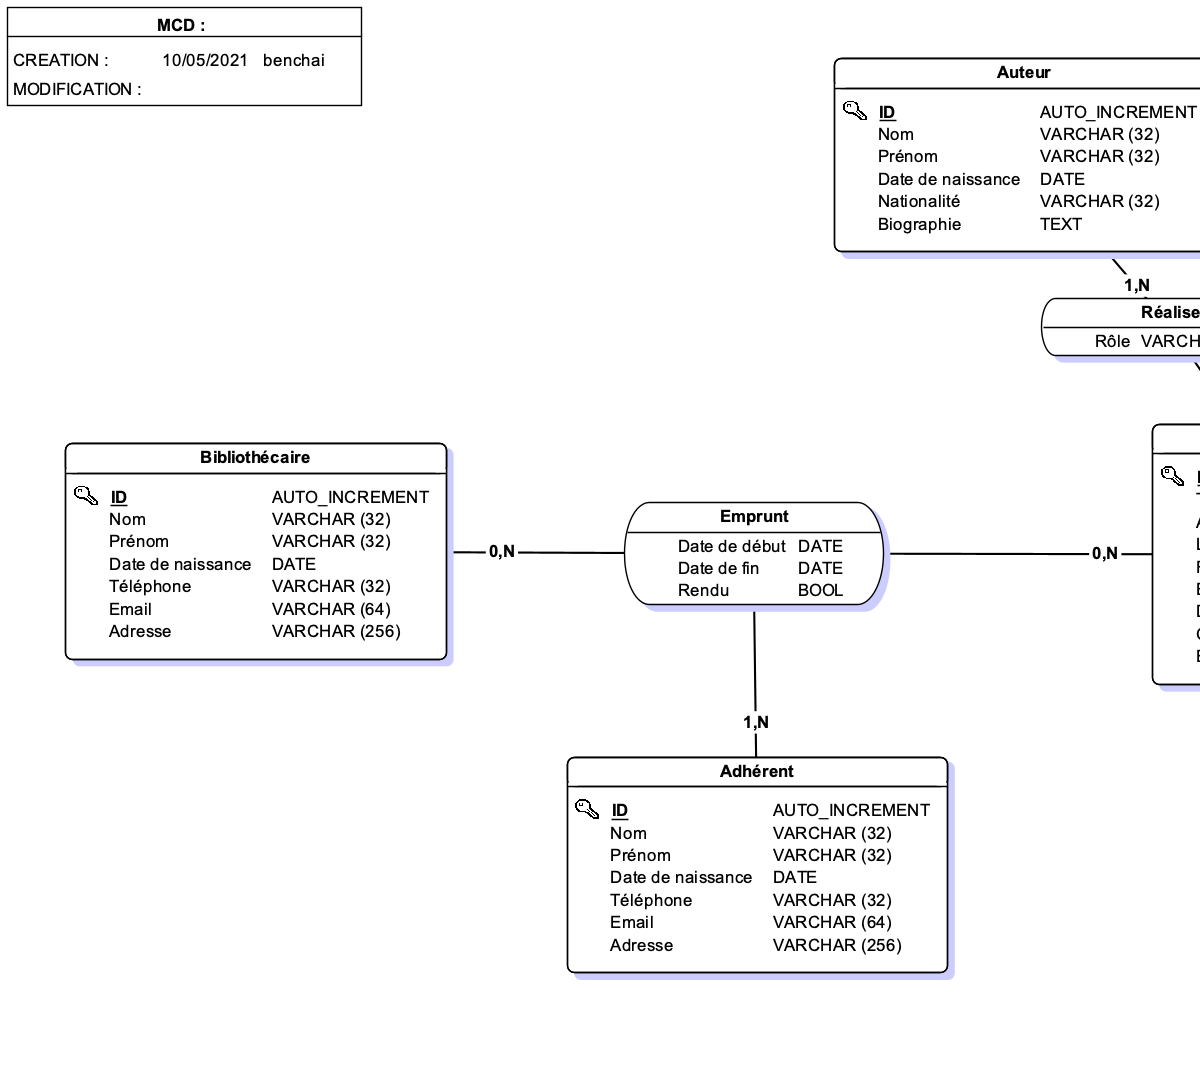 MCD :
CREATION : 10/05/2021 benchai
MODIFICATION :
Auteur
ID AUTO_INCREMENT
Nom VARCHAR (32)
Prénom VARCHAR (32)
Date de naissance DATE
Nationalité VARCHAR (32)
Biographie TEXT
1,N
Réalise
Rôle VARCH
Bibliothécaire
ID AUTO_INCREMENT
Nom VARCHAR (32)
Prénom VARCHAR (32)
Date de naissance DATE
Téléphone VARCHAR (32)
Email VARCHAR (64)
Adresse VARCHAR (256)
0,N
Emprunt
Date de début DATE
Date de fin DATE
Rendu BOOL
0,N
1,N
Adhérent
ID AUTO_INCREMENT
Nom VARCHAR (32)
Prénom VARCHAR (32)
Date de naissance DATE
Téléphone VARCHAR (32)
Email VARCHAR (64)
Adresse VARCHAR (256)